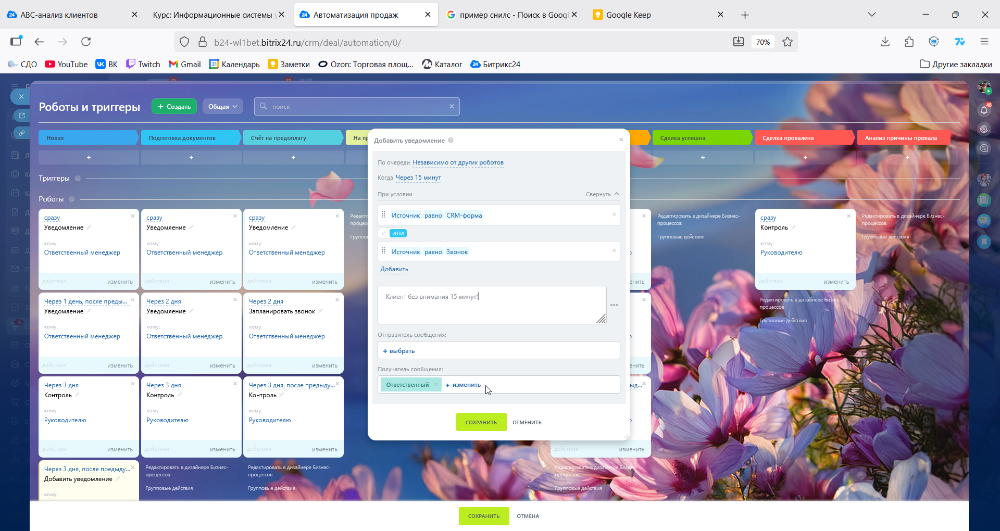 АВС-анализ клиентов
Курс: Информационные системы
Автоматизация продаж
пример снилс - Поиск в Goog
Google Keep
b24-wl1bet.bitrix24.ru/crm/deal/automation/0/
70%
СДО
YouTube
ВК
Twitch
Gmail
Календарь
Заметки
Ozon: Торговая площ...
Каталог
Битрикс24
Другие закладки
Роботы и триггеры
+ Создать
Общая
поиск
48
Новая
Подготовка документов
Счёт на предоплату
На пр
Сделка успешна
Сделка провалена
Анализ причины провала
Триггеры
Роботы
Добавить уведомление
По очереди Независимо от других роботов
Когда Через 15 минут
При условии
Свернуть
Источник равно CRM-форма
И ИЛИ
Источник равно Звонок
Добавить
Клиент без внимания 15 минут!
Отправитель сообщения:
+ выбрать
Получатель сообщения:
Ответственный
+ изменить
СОХРАНИТЬ
ОТМЕНИТЬ
сразу
Уведомление
кому:
Ответственный менеджер
действия
изменить
сразу
Уведомление
кому:
Ответственный менеджер
действия
изменить
сразу
Уведомление
кому:
Ответственный менеджер
действия
изменить
Редакти
процесс
Группо
Редактировать в дизайнере Бизнес-
процессов
Групповые действия
сразу
Контроль
кому:
Руководителю
действия
изменить
Редактировать в дизайнере Бизнес-
процессов
Групповые действия
Редактировать в дизайнере Бизнес-
процессов
Групповые действия
Через 1 день, после преды...
Уведомление
кому:
Ответственный менеджер
действия
изменить
Через 2 дня
Уведомление
кому:
Ответственный менеджер
действия
изменить
Через 2 дня
Запланировать звонок
кому:
Ответственный менеджер
действия
изменить
Через 3 дня
Контроль
кому:
Руководителю
действия
изменить
Через 3 дня
Контроль
кому:
Руководителю
действия
изменить
Через 3 дня, после предыду...
Контроль
кому:
Руководителю
действия
изменить
действия
изменить
Через 3 дня, после предыду...
Добавить уведомление
кому:
Редактировать в дизайнере Бизнес-
процессов
Групповые действия
Редактировать в дизайнере Бизнес-
процессов
Групповые действия
Редактировать в дизайнере Бизнес-
процессов
Групповые действия
СОХРАНИТЬ
ОТМЕНА